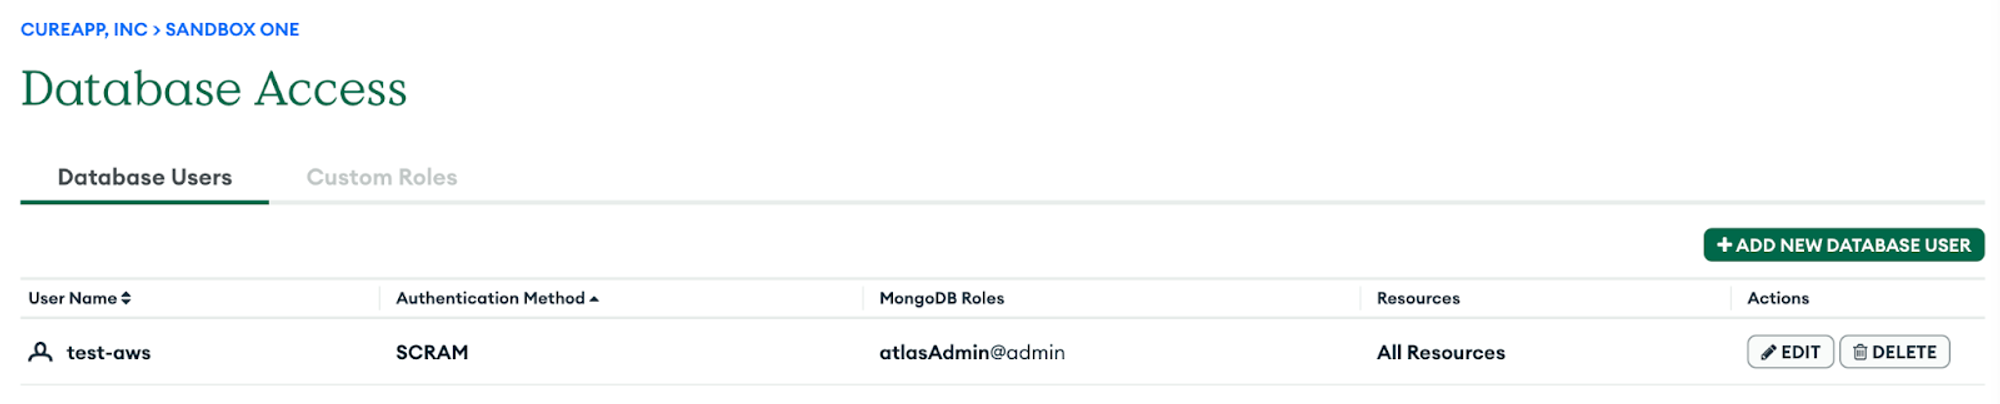 CUREAPP, INC > SANDBOX ONE
Database Access
Database Users Custom Roles
+ ADD NEW DATABASE USER
User Name Authentication Method MongoDB Roles Resources Actions
test-aws SCRAM atlasAdmin@admin All Resources EDIT DELETE